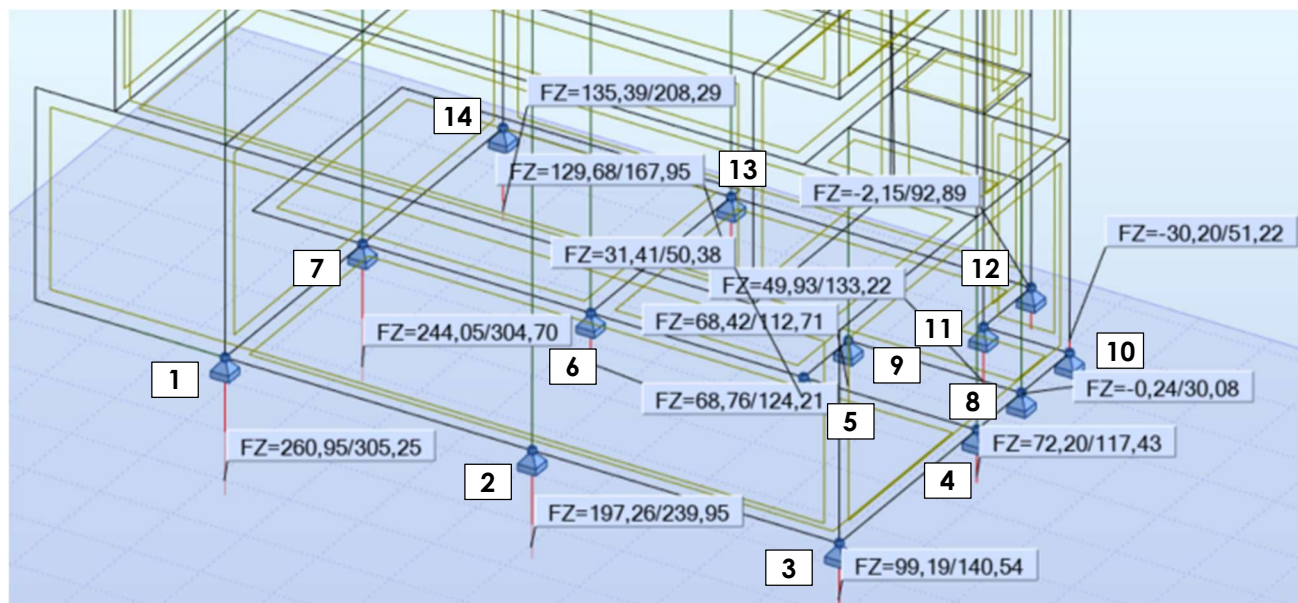 FZ=135,39/208,29
14
FZ=129,68/167,95
13
FZ=-2,15/92,89
FZ=-30,20/51,22
7
FZ=31,41/50,38
12
FZ=49,93/133,22
FZ=244,05/304,70
6
FZ=68,42/112,71
11
9
10
1
FZ=68,76/124,21
5
8
FZ=-0,24/30,08
FZ=260,95/305,25
2
4
FZ=72,20/117,43
FZ=197,26/239,95
3
FZ=99,19/140,54